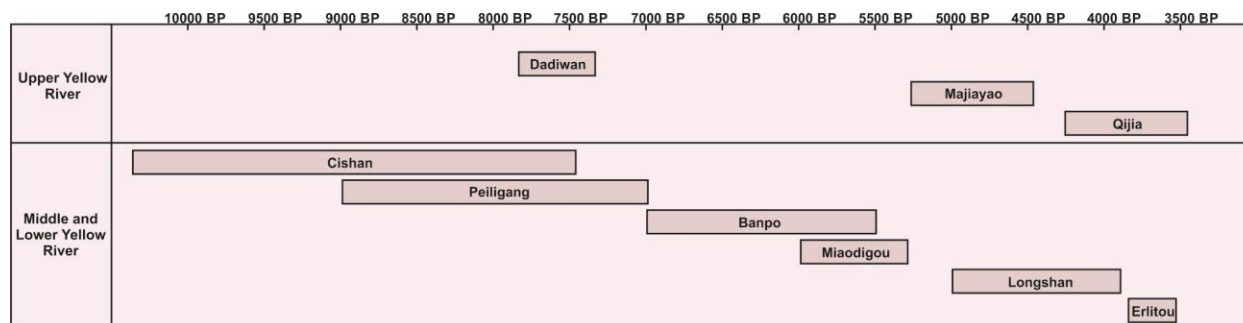 10000 BP 9500 BP 9000 BP 8500 BP 8000 BP 7500 BP 7000 BP 6500 BP 6000 BP 5500 BP 5000 BP 4500 BP 4000 BP 3500 BP
Upper Yellow
River
Dadiwan
Majiayao
Qijia
Middle and
Lower Yellow
River
Cishan
Peiligang
Banpo
Miaodigou
Longshan
Erlitou